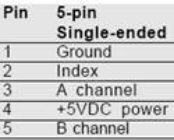 Pin 5-pin
Single-ended
1 Ground
2 Index
3 A channel
4 +5VDC power
5 B channel